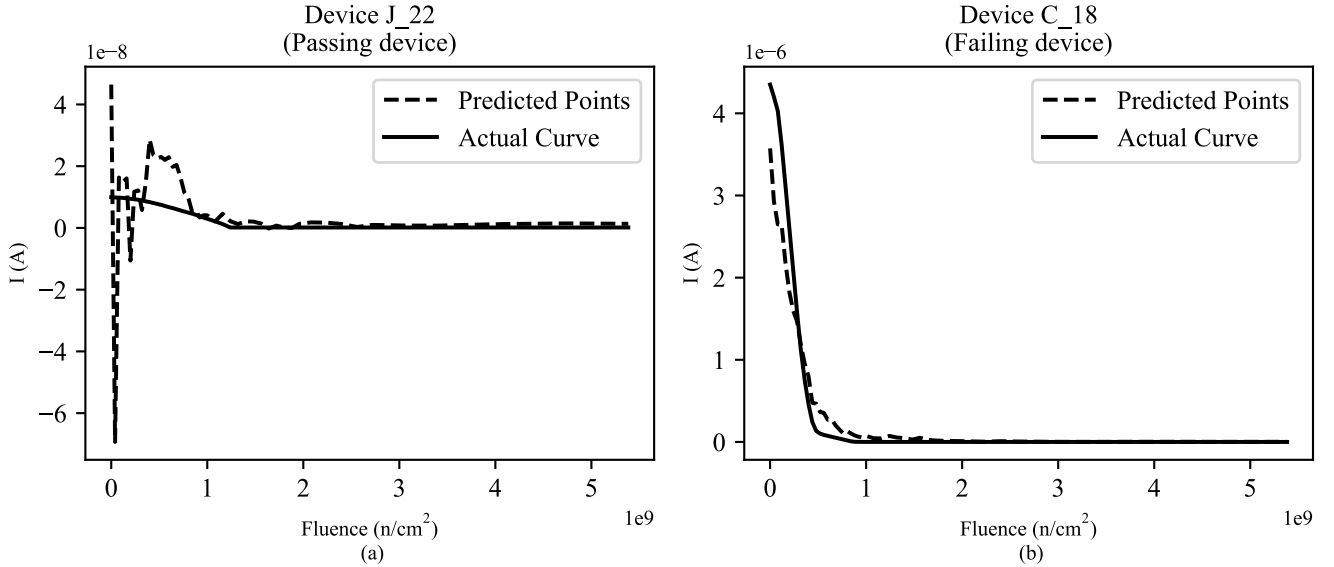 Device J_22
(Passing device)
1e−8
Predicted Points
Actual Curve
4
2
0
−2
−4
−6
I (A)
0 1 2 3 4 5
1e9
Fluence (n/cm²)
(a)
Device C_18
(Failing device)
1e−6
Predicted Points
Actual Curve
4
3
2
1
0
I (A)
0 1 2 3 4 5
1e9
Fluence (n/cm²)
(b)